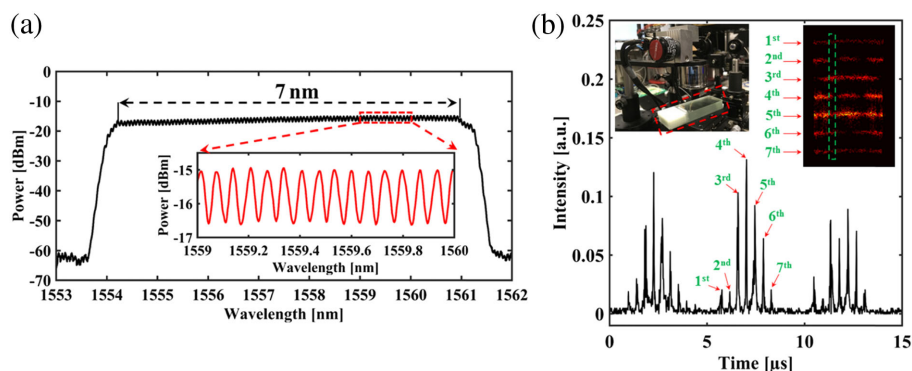 (a)
0
-10
-20
-30
-40
-50
-60
-70
Power [dBm]
7 nm
-15
-16
-17
Power [dBm]
1559 1559.2 1559.4 1559.6 1559.8 1560
Wavelength [nm]
1553 1554 1555 1556 1557 1558 1559 1560 1561 1562
Wavelength [nm]
(b)
0.25
0.2
0.15
0.1
0.05
0
Intensity [a.u.]
1st
2nd
3rd
4th
5th
6th
7th
4th
3rd
5th
6th
2nd
1st
7th
0 5 10 15
Time [µs]